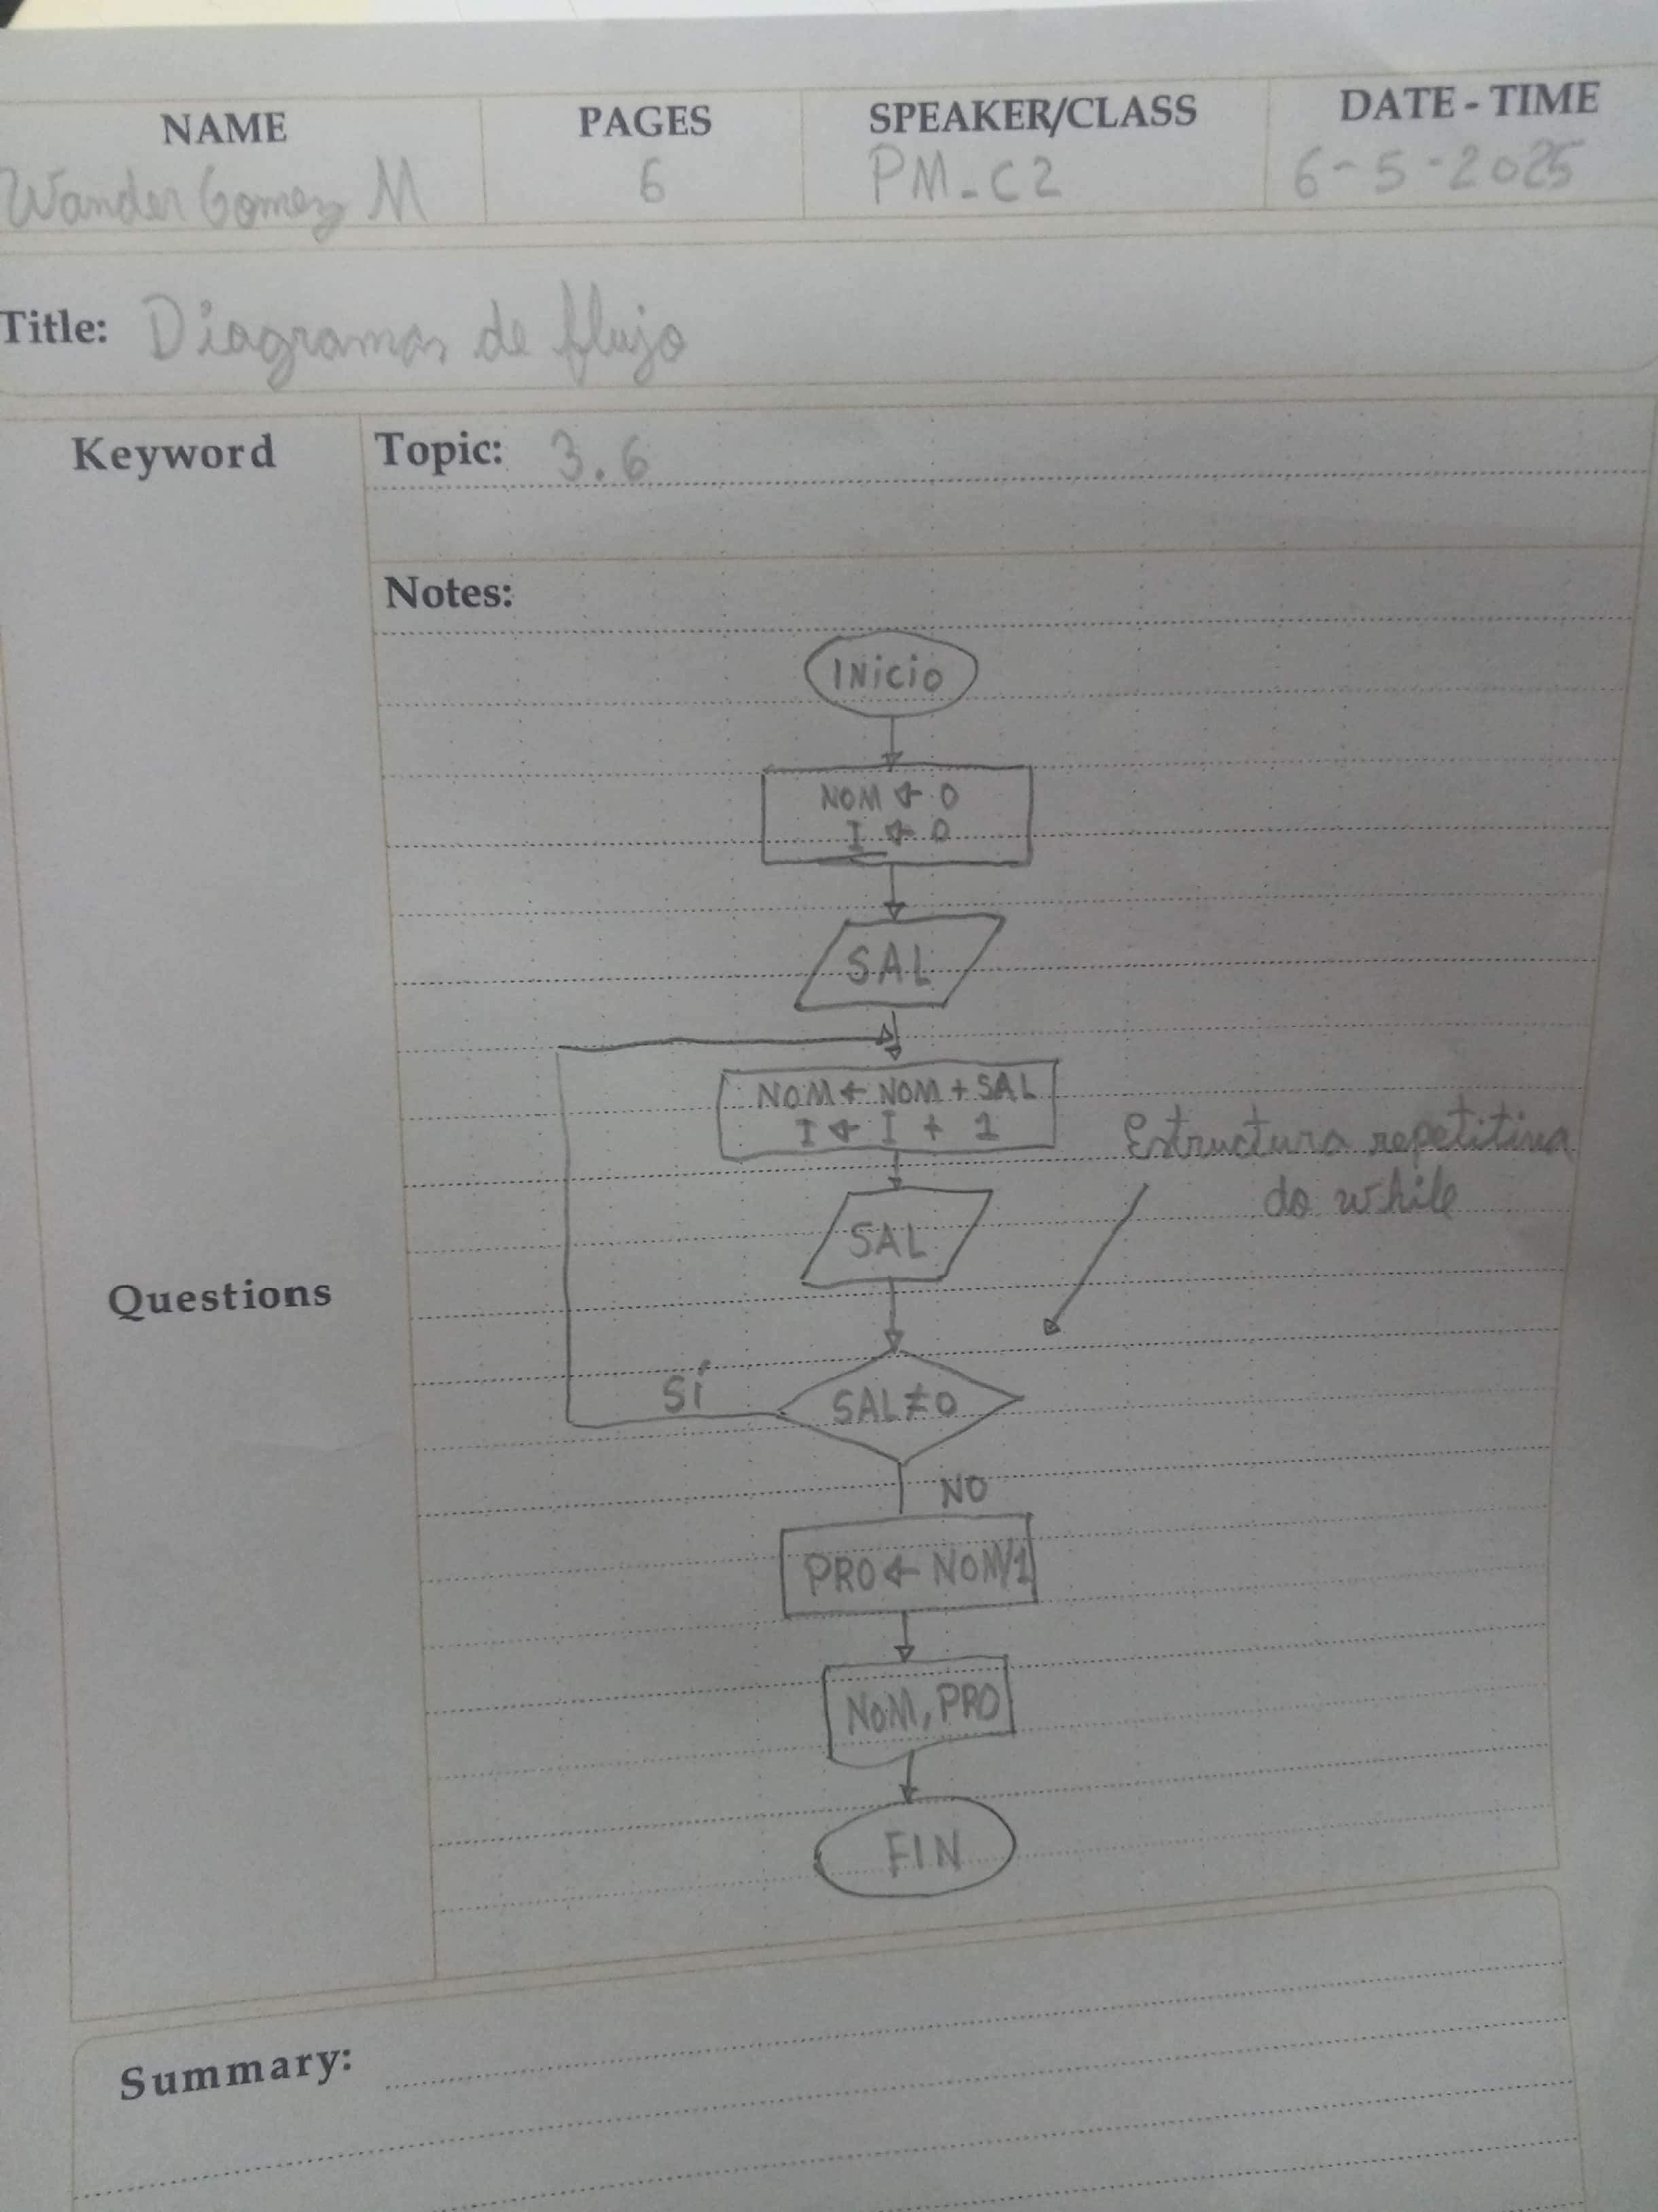 NAME PAGES SPEAKER/CLASS DATE - TIME
Wander Gomez M 6 PM-C2 6-5-2025
Title: Diagramas de flujo
Keyword Topic: 3.6
Notes:
INicio
NOM ← 0
I ← 0
SAL
NOM ← NOM + SAL
I ← I + 1
Estructura repetitiva
do while
SAL
Questions
SAL ≠ 0
SÍ
NO
PRO ← NOM/1
NOM, PRO
FIN
Summary: